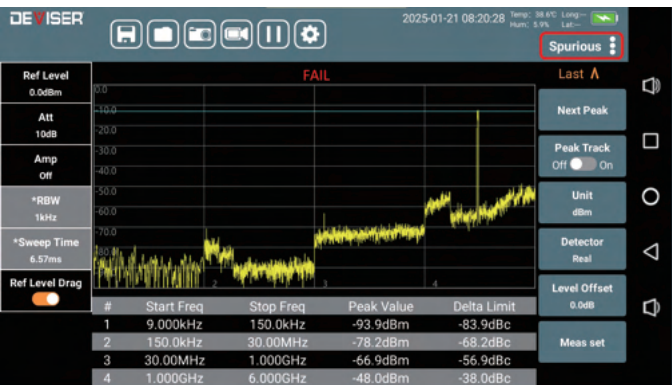 DEVISER
2025-01-21 08:20:28
Temp: 38.6℃ Long:--
Hum: 5.9% Lat:--
Spurious
Ref Level
0.0dBm
Att
10dB
Amp
Off
*RBW
1kHz
*Sweep Time
6.57ms
Ref Level Drag
FAIL
0.0
-10.0
-20.0
-30.0
-40.0
-50.0
-60.0
-70.0
2
3
4
# Start Freq Stop Freq Peak Value Delta Limit
1 9.000kHz 150.0kHz -93.9dBm -83.9dBc
2 150.0kHz 30.00MHz -78.2dBm -68.2dBc
3 30.00MHz 1.000GHz -66.9dBm -56.9dBc
4 1.000GHz 6.000GHz -48.0dBm -38.0dBc
Last
Next Peak
Peak Track
Off On
Unit
dBm
Detector
Real
Level Offset
0.0dB
Meas set